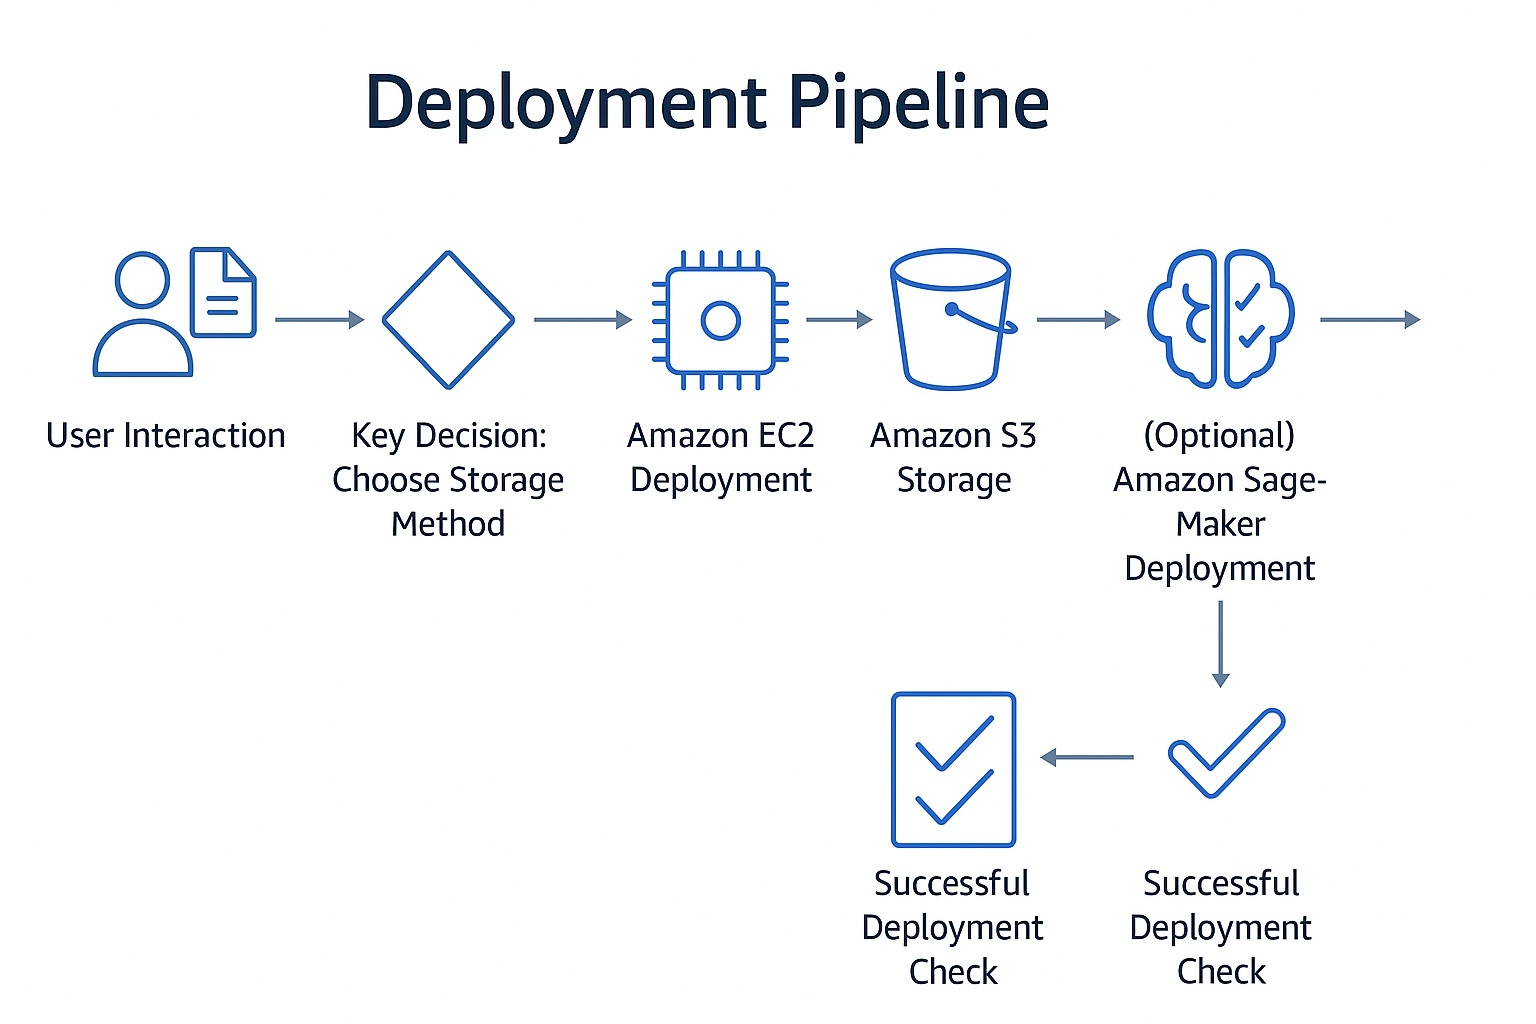 Deployment Pipeline
User Interaction
Key Decision:
Choose Storage
Method
Amazon EC2
Deployment
Amazon S3
Storage
(Optional)
Amazon Sage-
Maker
Deployment
Successful
Deployment
Check
Successful
Deployment
Check